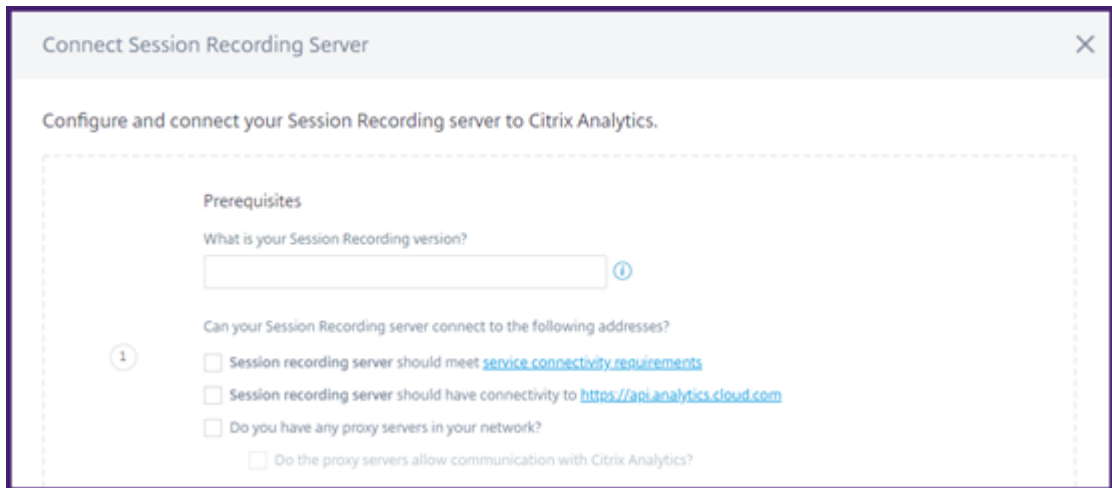 Connect Session Recording Server
Configure and connect your Session Recording server to Citrix Analytics.
Prerequisites
What is your Session Recording version?
Can your Session Recording server connect to the following addresses?
1
Session recording server should meet service connectivity requirements
Session recording server should have connectivity to https://api.analytics.cloud.com
Do you have any proxy servers in your network?
Do the proxy servers allow communication with Citrix Analytics?